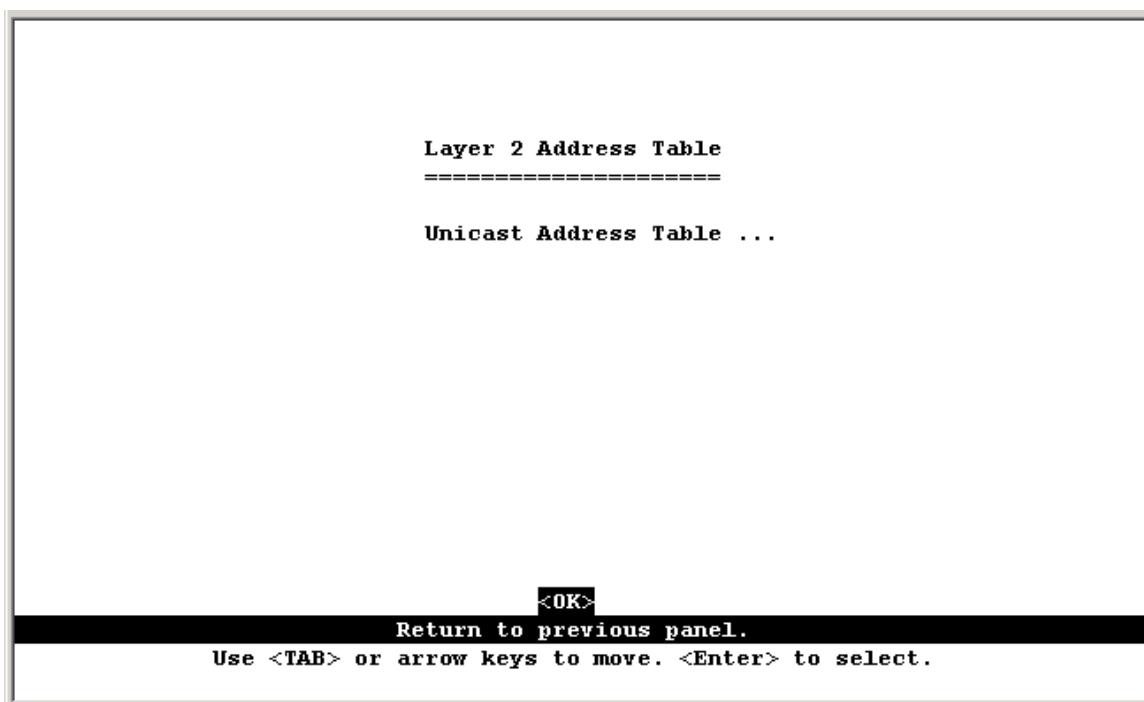 Layer 2 Address Table
=====================
Unicast Address Table ...
<OK>
Return to previous panel.
Use <TAB> or arrow keys to move. <Enter> to select.